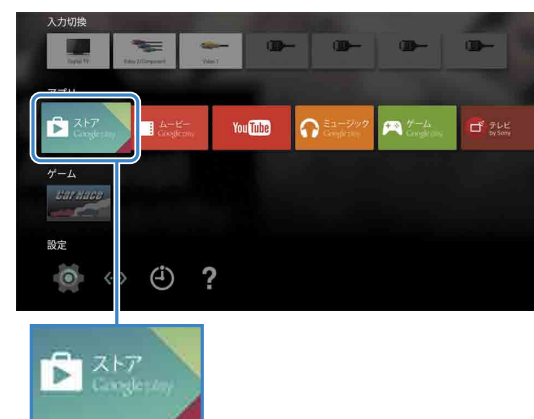 入力切換
Digital TV
Video 2/Component
Video 1
アプリ
ストア
Google play
ムービー
Google play
YouTube
ミュージック
Google play
ゲーム
Google play
テレビ
by Sony
ゲーム
Car Race
設定
?
ストア
Google play